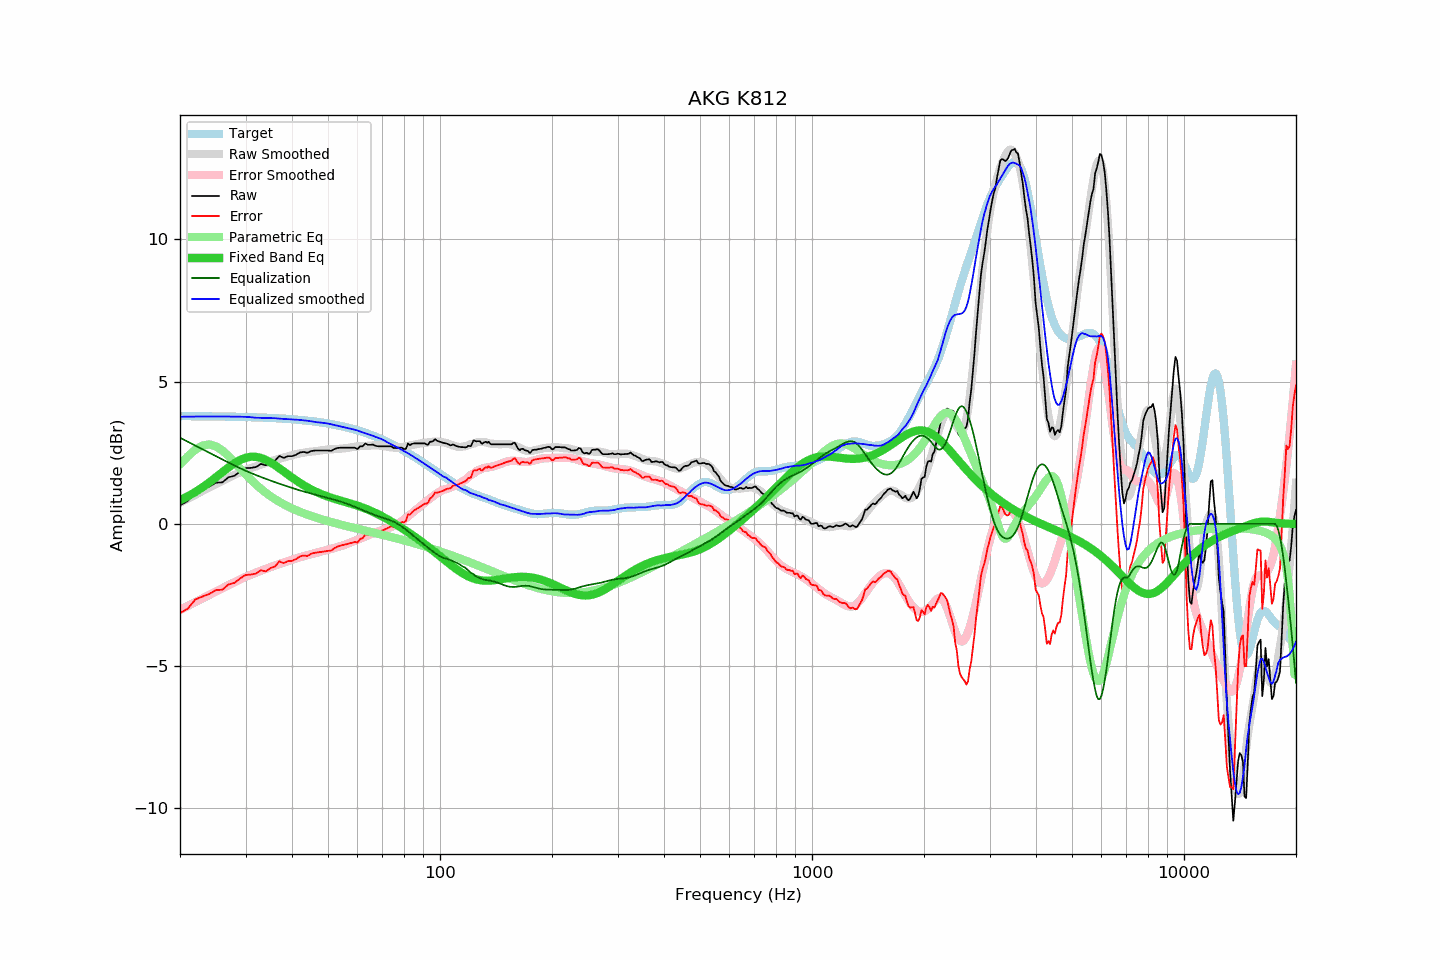 AKG K812
Target
Raw Smoothed
Error Smoothed
Raw
Error
Parametric Eq
Fixed Band Eq
Equalization
Equalized smoothed
10
5
0
−5
−10
Amplitude (dBr)
100
1000
10000
Frequency (Hz)